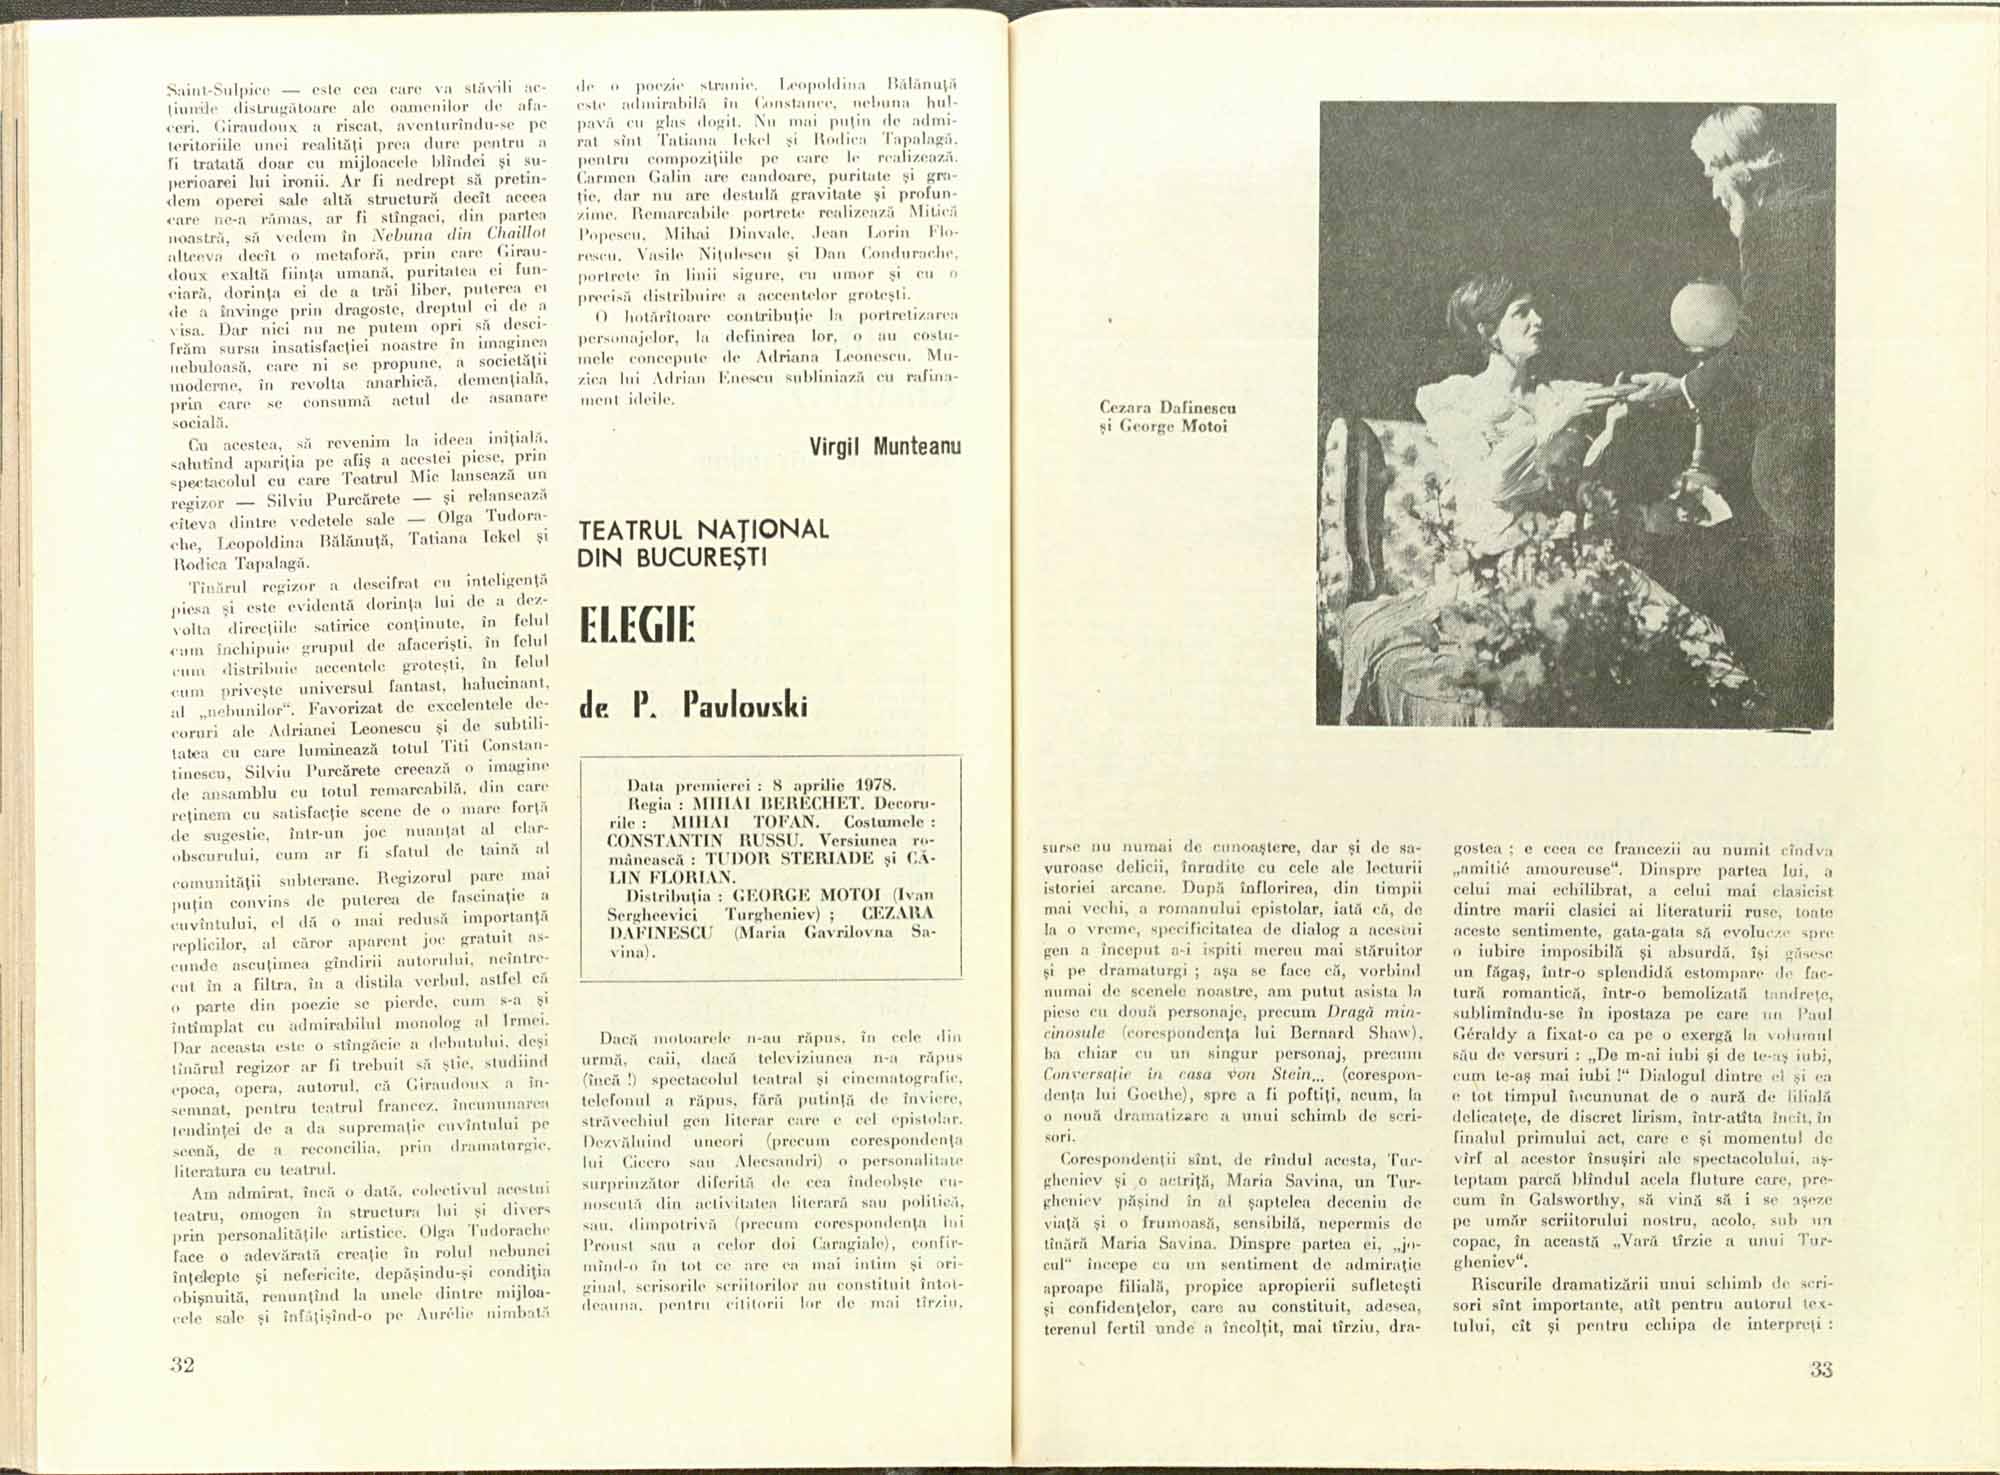 Saint-Sulpice — este cea care va stăvili ac-
țiunile distrugătoare ale oamenilor de afa-
ceri. Giraudoux a riscat, aventurîndu-se pe
teritoriile unei realități prea dure pentru a
fi tratată doar cu mijloacele blîndei și su-
perioarei lui ironii. Ar fi nedrept să pretin-
dem operei sale altă structură decît aceea
care ne-a rămas, ar fi stîngaci, din partea
noastră, să vedem în Nebuna din Chaillot
altceva decît o metaforă, prin care Girau-
doux exaltă ființa umană, puritatea ei fun-
ciară, dorința ei de a trăi liber, puterea ei
de a învinge prin dragoste, dreptul ei de a
visa. Dar nici nu ne putem opri să desci-
frăm sursa insatisfacției noastre în imaginea
nebuloasă, care ni se propune, a societății
moderne, în revolta anarhică, demențială,
prin care se consumă actul de asanare
socială.
Cu acestea, să revenim la ideea inițială,
salutînd apariția pe afiș a acestei piese, prin
spectacolul cu care Teatrul Mic lansează un
regizor — Silviu Purcărete — și relansează
cîteva dintre vedetele sale — Olga Tudora-
che, Leopoldina Bălănuță, Tatiana Iekel și
Rodica Tapalagă.
Tînărul regizor a descifrat cu inteligență
piesa și este evidentă dorința lui de a dez-
volta direcțiile satirice conținute, în felul
cum închipuie grupul de afaceriști, în felul
cum distribuie accentele grotești, în felul
cum privește universul fantast, halucinant,
al „nebunilor“. Favorizat de excelentele de-
coruri ale Adrianei Leonescu și de subtili-
tatea cu care luminează totul Titi Constan-
tinescu, Silviu Purcărete creează o imagine
de ansamblu cu totul remarcabilă, din care
reținem cu satisfacție scene de o mare forță
de sugestie, într-un joc nuanțat al clar-
obscurului, cum ar fi sfatul de taină al
comunității subterane. Regizorul pare mai
puțin convins de puterea de fascinație a
cuvîntului, el dă o mai redusă importanță
replicilor, al căror aparent joc gratuit as-
cunde ascuțimea gîndirii autorului, neîntre-
cut în a filtra, în a distila verbul, astfel că
o parte din poezie se pierde, cum s-a și
întîmplat cu admirabilul monolog al Irmei.
Dar aceasta este o stîngăcie a debutului, deși
tînărul regizor ar fi trebuit să știe, studiind
epoca, opera, autorul, că Giraudoux a în-
semnat, pentru teatrul francez, încununarea
tendinței de a da supremație cuvîntului pe
scenă, de a reconcilia, prin dramaturgie,
literatura cu teatrul.
Am admirat, încă o dată, colectivul acestui
teatru, omogen în structura lui și divers
prin personalitățile artistice. Olga Tudorache
face o adevărată creație în rolul nebunei
înțelepte și nefericite, depășindu-și condiția
obișnuită, renunțînd la unele dintre mijloa-
cele sale și înfățișînd-o pe Aurélie nimbată
32
de o poezie stranie. Leopoldina Bălănuță
este admirabilă în Constance, nebuna hul-
pavă cu glas dogit. Nu mai puțin de admi-
rat sînt Tatiana Iekel și Rodica Tapalagă,
pentru compozițiile pe care le realizează.
Carmen Galin are candoare, puritate și gra-
ție, dar nu are destulă gravitate și profun-
zime. Remarcabile portrete realizează Mitică
Popescu, Mihai Dinvale, Jean Lorin Flo-
rescu, Vasile Nițulescu și Dan Condurache,
portrete în linii sigure, cu umor și cu o
precisă distribuire a accentelor grotești.
O hotărîtoare contribuție la portretizarea
personajelor, la definirea lor, o au costu-
mele concepute de Adriana Leonescu. Mu-
zica lui Adrian Enescu subliniază cu rafina-
ment ideile.
Virgil Munteanu
TEATRUL NAȚIONAL
DIN BUCUREȘTI
ELEGIE
de P. Pavlovski
Data premierei : 8 aprilie 1978.
Regia : MIHAI BERECHET. Decoru-
rile : MIHAI TOFAN. Costumele :
CONSTANTIN RUSSU. Versiunea ro-
mânească : TUDOR STERIADE și CĂ-
LIN FLORIAN.
Distribuția : GEORGE MOTOI (Ivan
Sergheevici Turgheniev) ; CEZARA
DAFINESCU (Maria Gavrilovna Sa-
vina).
Dacă motoarele n-au răpus, în cele din
urmă, caii, dacă televiziunea n-a răpus
(încă !) spectacolul teatral și cinematografic,
telefonul a răpus, fără putință de înviere,
străvechiul gen literar care e cel epistolar.
Dezvăluind uneori (precum corespondența
lui Cicero sau Alecsandri) o personalitate
surprinzător diferită de cea îndeobște cu-
noscută din activitatea literară sau politică,
sau, dimpotrivă (precum corespondența lui
Proust sau a celor doi Caragiale), confir-
mînd-o în tot ce are ea mai intim și ori-
ginal, scrisorile scriitorilor au constituit întot-
deauna, pentru cititorii lor de mai tîrziu,
Cezara Dafinescu
și George Motoi
surse nu numai de cunoaștere, dar și de sa-
vuroase delicii, înrudite cu cele ale lecturii
istoriei arcane. După înflorirea, din timpii
mai vechi, a romanului epistolar, iată că, de
la o vreme, specificitatea de dialog a acestui
gen a început a-i ispiti mereu mai stăruitor
și pe dramaturgi ; așa se face că, vorbind
numai de scenele noastre, am putut asista la
piese cu două personaje, precum Dragă min-
cinosule (corespondența lui Bernard Shaw),
ba chiar cu un singur personaj, precum
Conversație în casa von Stein... (corespon-
dența lui Goethe), spre a fi poftiți, acum, la
o nouă dramatizare a unui schimb de scri-
sori.
Corespondenții sînt, de rîndul acesta, Tur-
gheniev și o actriță, Maria Savina, un Tur-
gheniev pășind în al șaptelea deceniu de
viață și o frumoasă, sensibilă, nepermis de
tînără Maria Savina. Dinspre partea ei, „jo-
cul“ începe cu un sentiment de admirație
aproape filială, propice apropierii sufletești
și confidențelor, care au constituit, adesea,
terenul fertil unde a încolțit, mai tîrziu, dra-
gostea ; e ceea ce francezii au numit cîndva
„amitié amoureuse“. Dinspre partea lui, a
celui mai echilibrat, a celui mai clasicist
dintre marii clasici ai literaturii ruse, toate
aceste sentimente, gata-gata să evolueze spre
o iubire imposibilă și absurdă, își găsesc
un făgaș, într-o splendidă estompare de fac-
tură romantică, într-o bemolizată tandrețe,
sublimîndu-se în ipostaza pe care un Paul
Géraldy a fixat-o ca pe o exergă la volumul
său de versuri : „De m-ai iubi și de te-aș iubi,
cum te-aș mai iubi !“ Dialogul dintre el și ea
e tot timpul încununat de o aură de filială
delicatețe, de discret lirism, într-atîta încît, în
finalul primului act, care e și momentul de
vîrf al acestor însușiri ale spectacolului, aș-
teptam parcă blîndul acela fluture care, pre-
cum în Galsworthy, să vină să i se așeze
pe umăr scriitorului nostru, acolo, sub un
copac, în această „Vară tîrzie a unui Tur-
gheniev“.
Riscurile dramatizării unui schimb de scri-
sori sînt importante, atît pentru autorul tex-
tului, cît și pentru echipa de interpreți :
33